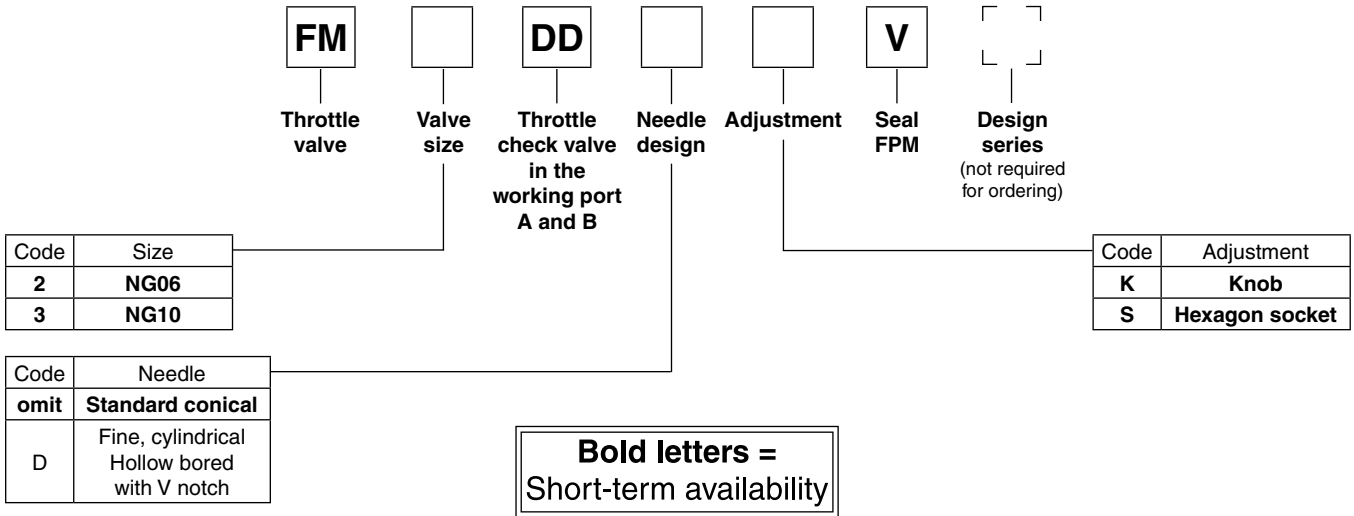 FM DD V
Throttle valve
Valve size
Throttle check valve in the working port A and B
Needle design
Adjustment
Seal FPM
Design series (not required for ordering)
Code Size
2 NG06
3 NG10
Code Adjustment
K Knob
S Hexagon socket
Code Needle
omit Standard conical
D Fine, cylindrical Hollow bored with V notch
Bold letters =
Short-term availability